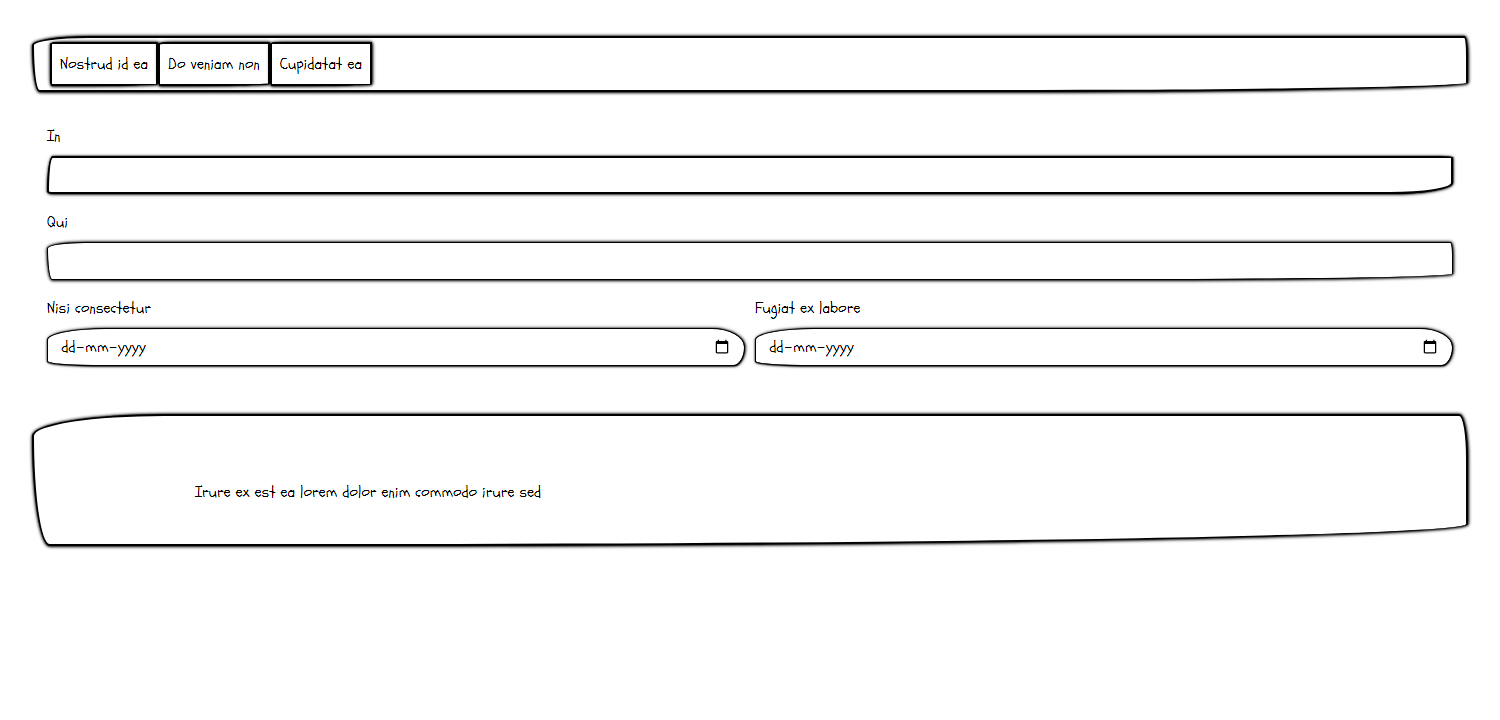 Nostrud id ea Do veniam non Cupidatat ea
In
Qui
Nisi consectetur Fugiat ex labore
dd-mm-yyyy dd-mm-yyyy
Irure ex est ea lorem dolor enim commodo irure sed